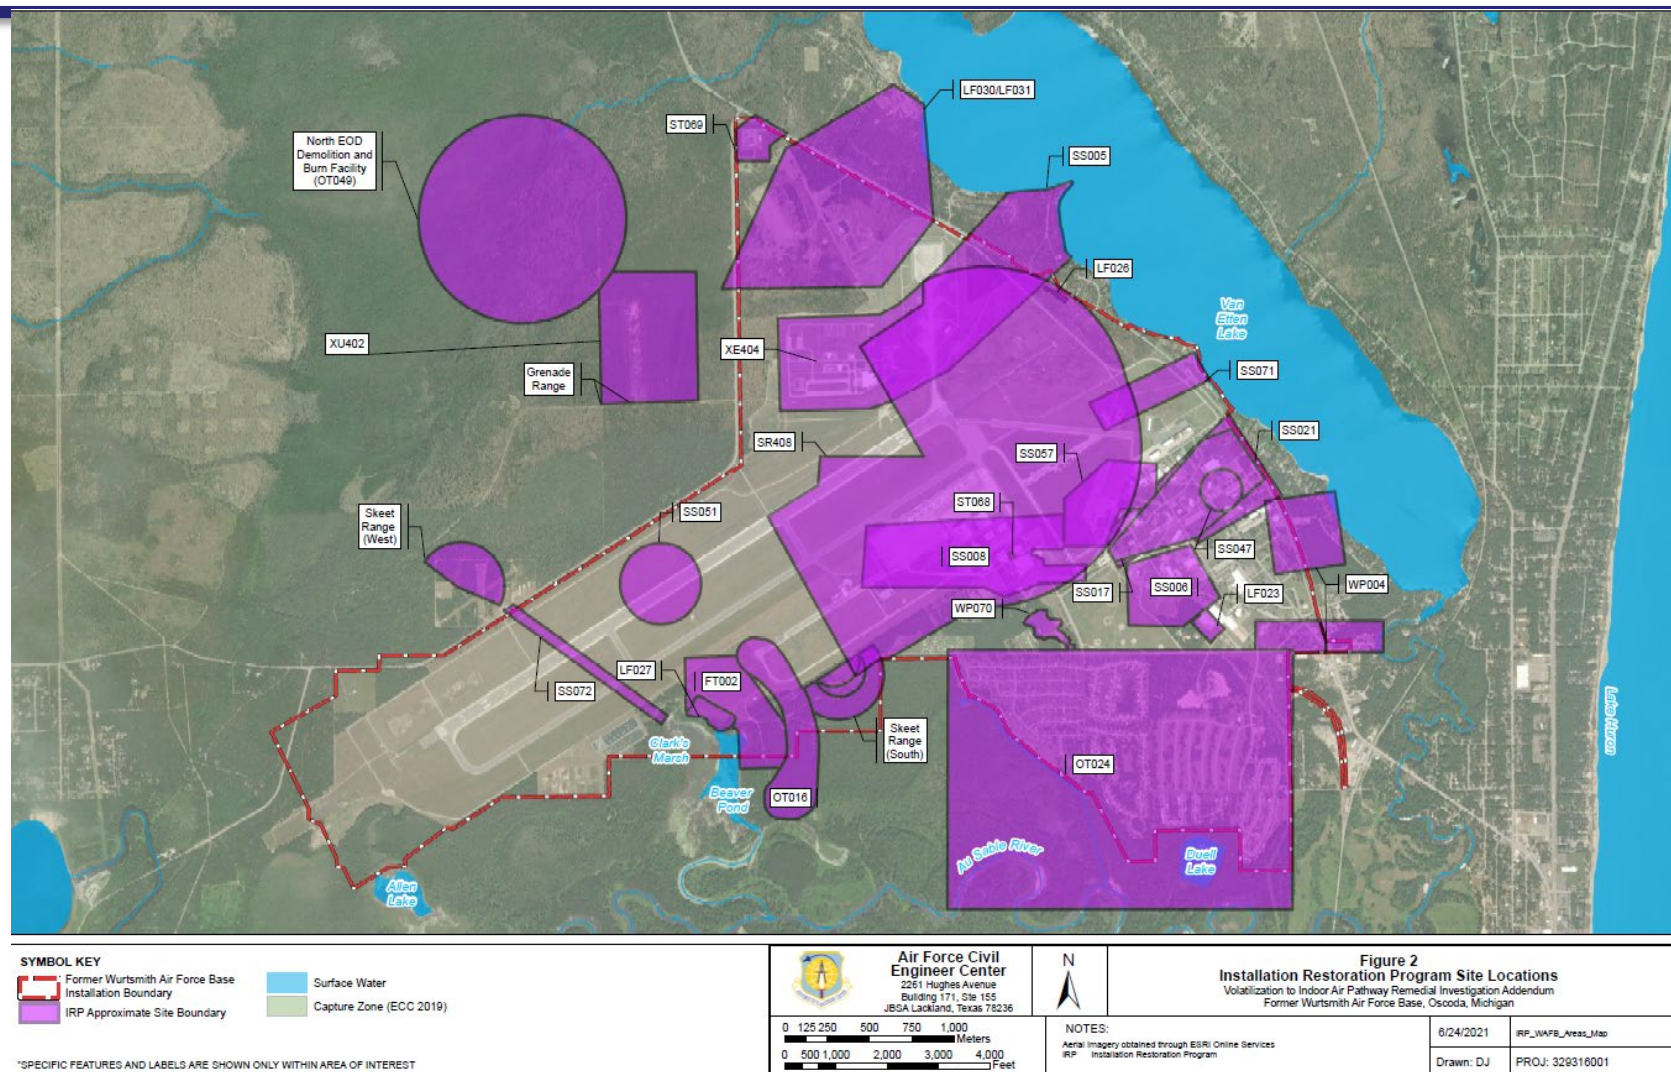 LF030/LF031
ST069
North EOD
Demolition and
Burn Facility
(OT049)
SS005
LF026
Van
Etten
Lake
XU402
XE404
Grenade
Range
SS071
SR408
SS021
SS057
ST068
Skeet
Range
(West)
SS051
SS008
SS047
WP004
SS017
SS006
LF023
WP070
LF027
FT002
SS072
Skeet
Range
(South)
Clark's
Marsh
OT024
Beaver
Pond
OT016
Lake Huron
Au Sable River
Duell
Lake
Allen
Lake
SYMBOL KEY
Former Wurtsmith Air Force Base
Installation Boundary
IRP Approximate Site Boundary
Surface Water
Capture Zone (ECC 2019)
*SPECIFIC FEATURES AND LABELS ARE SHOWN ONLY WITHIN AREA OF INTEREST
Air Force Civil
Engineer Center
2261 Hughes Avenue
Building 171, Ste 155
JBSA Lackland, Texas 78236
N
Figure 2
Installation Restoration Program Site Locations
Volatilization to Indoor Air Pathway Remedial Investigation Addendum
Former Wurtsmith Air Force Base, Oscoda, Michigan
0 125 250 500 750 1,000
Meters
0 500 1,000 2,000 3,000 4,000
Feet
NOTES:
Aerial Imagery obtained through ESRI Online Services
IRP Installation Restoration Program
6/24/2021
IRP_WAFB_Areas_Map
Drawn: DJ
PROJ: 329316001